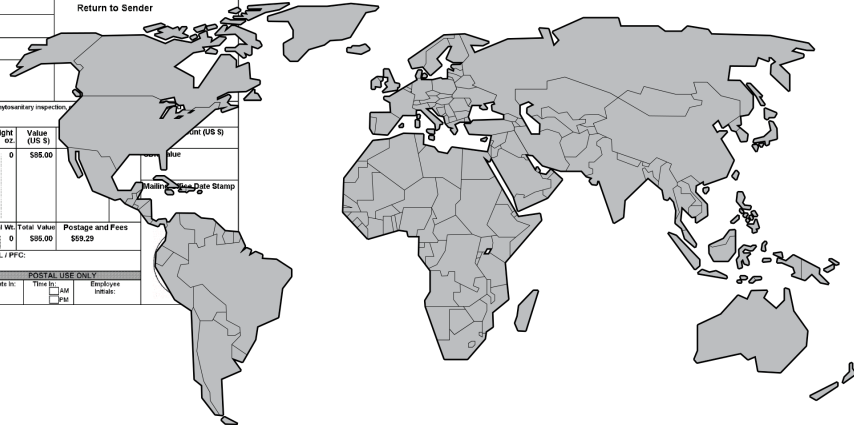 Return to Sender
ytosanitary inspection,
ight oz.
Value (US $)
unt (US $)
0
$85.00
alue
Mailing
ice Date Stamp
l Wt.
Total Value
Postage and Fees
0
$85.00
$59.29
L / PFC:
POSTAL USE ONLY
te In:
Time In:
AM
PM
Employee Initials: